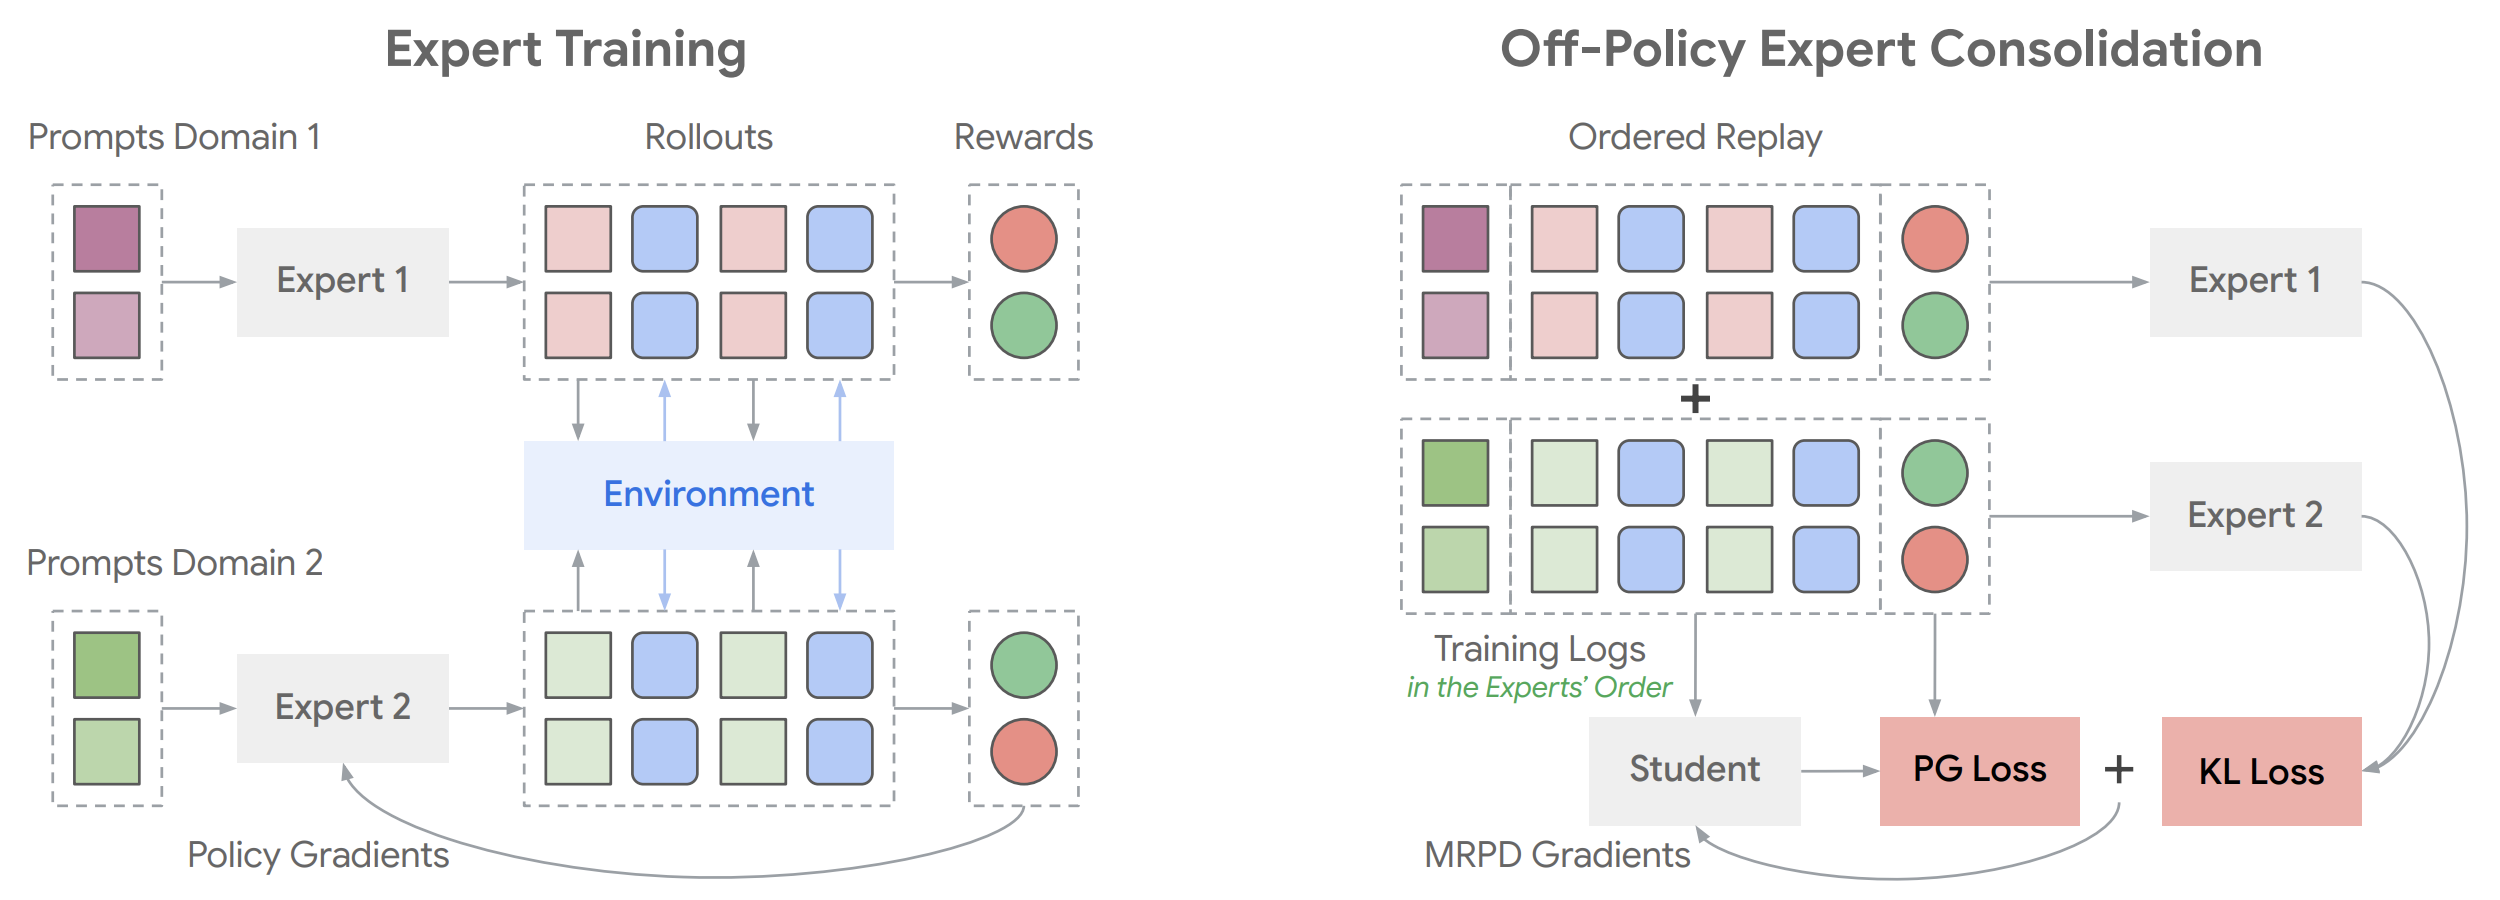 Expert Training
Prompts Domain 1
Rollouts
Rewards
Expert 1
Environment
Prompts Domain 2
Expert 2
Policy Gradients
Off-Policy Expert Consolidation
Ordered Replay
Expert 1
+
Expert 2
Training Logs
in the Experts’ Order
Student
PG Loss
+
KL Loss
MRPD Gradients